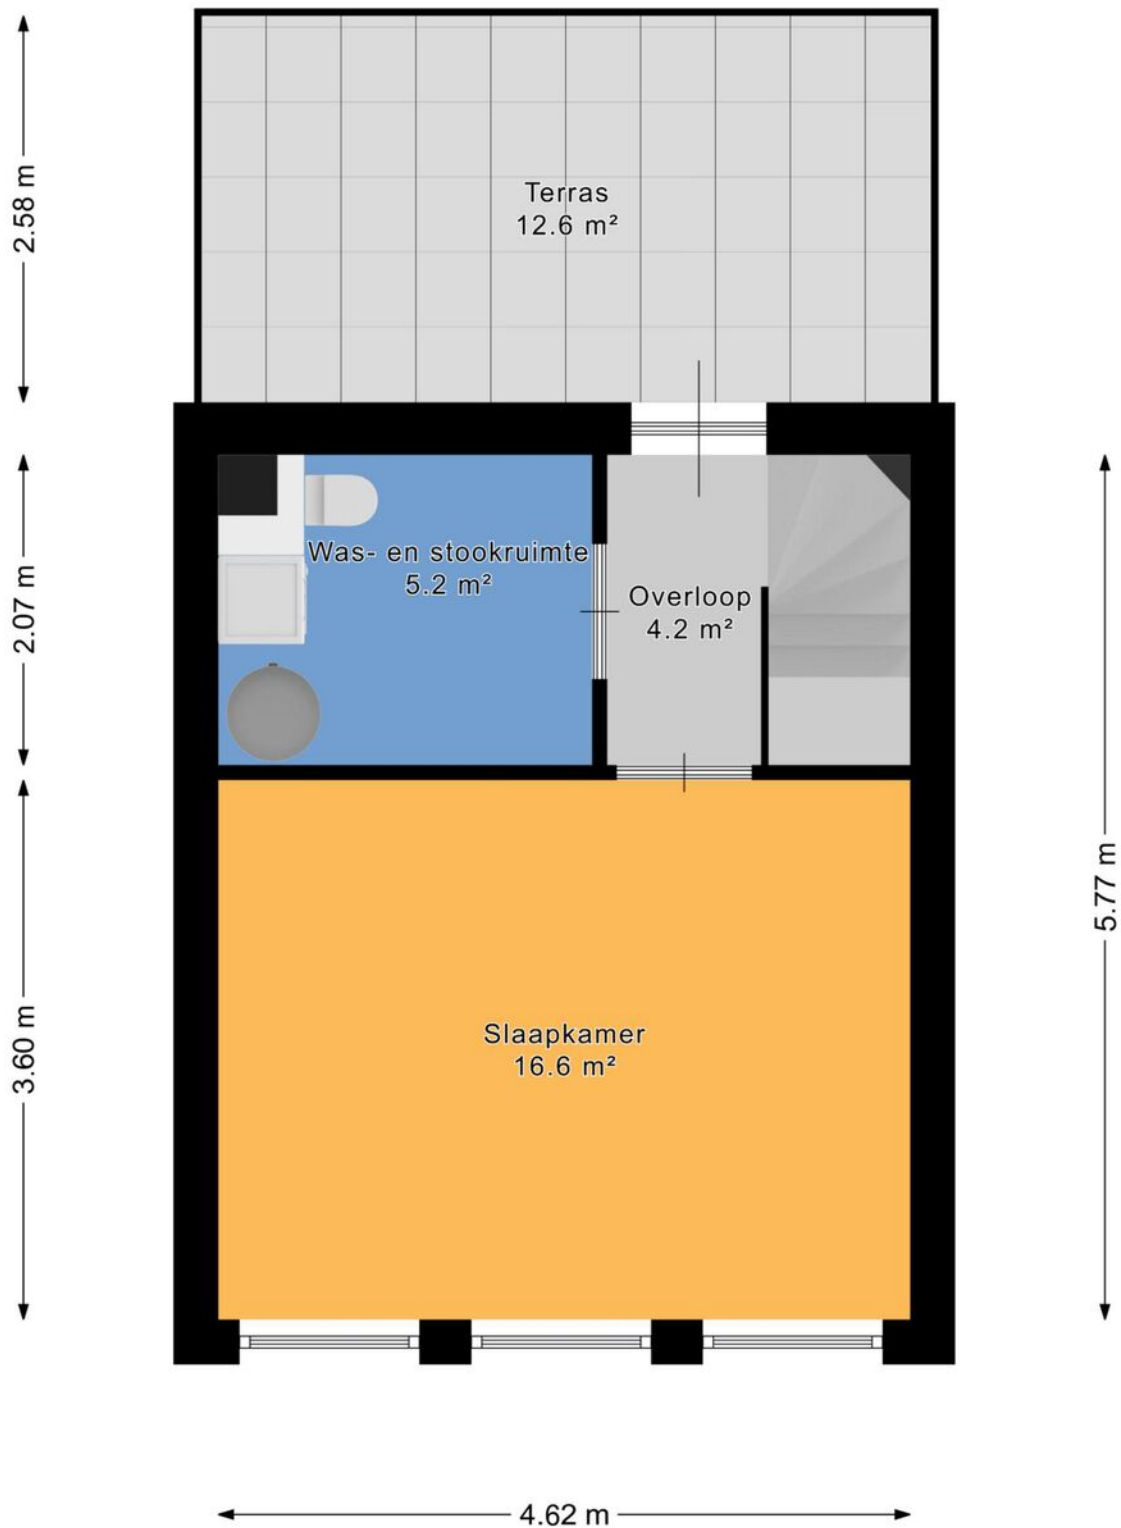 2.58 m
Terras
12.6 m²
Was- en stookruimte
5.2 m²
Overloop
4.2 m²
2.07 m
5.77 m
Slaapkamer
16.6 m²
3.60 m
4.62 m